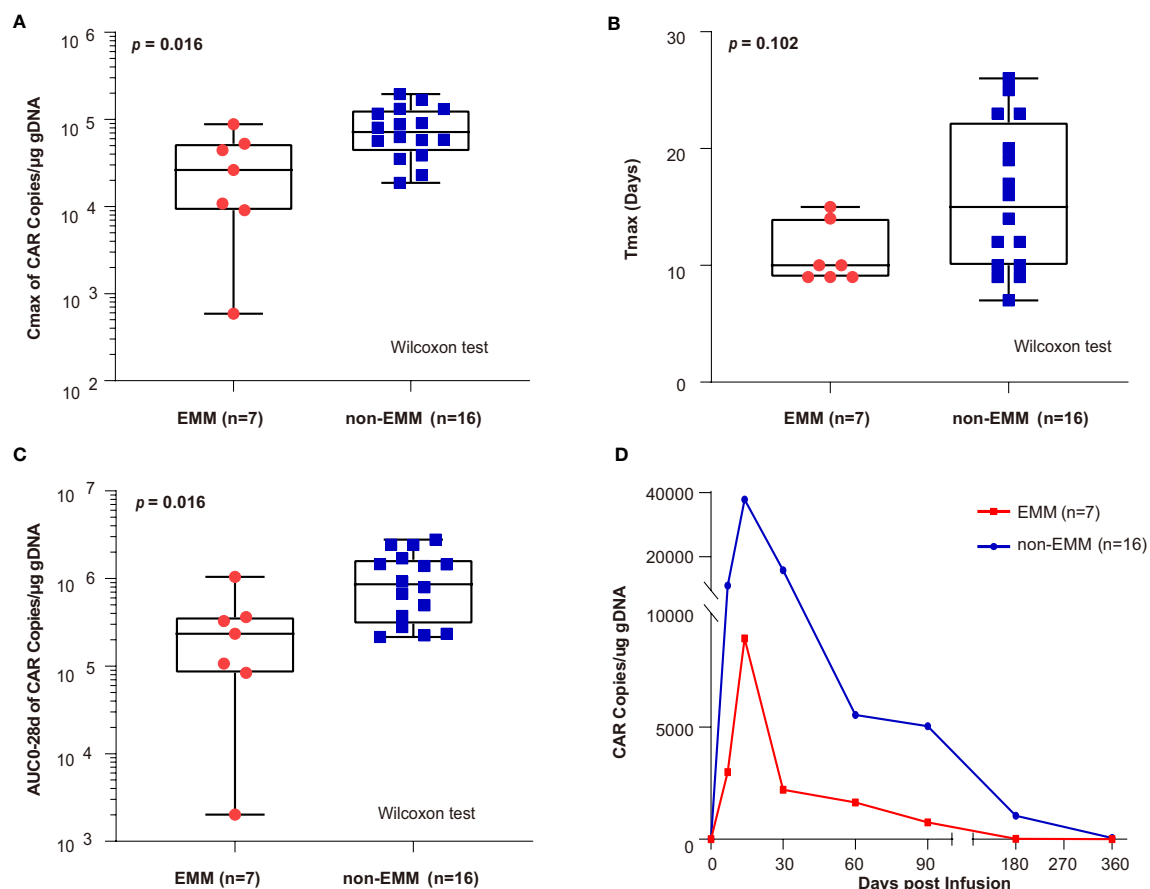 A
10 6
10 5
10 4
10 3
10 2
Cmax of CAR Copies/µg gDNA
p = 0.016
Wilcoxon test
EMM (n=7)
non-EMM (n=16)
B
30
20
10
0
Tmax (Days)
p = 0.102
Wilcoxon test
EMM (n=7)
non-EMM (n=16)
C
10 7
10 6
10 5
10 4
10 3
AUC0-28d of CAR Copies/µg gDNA
p = 0.016
Wilcoxon test
EMM (n=7)
non-EMM (n=16)
D
40000
20000
10000
5000
0
CAR Copies/ug gDNA
EMM (n=7)
non-EMM (n=16)
0 30 60 90 180 270 360
Days post Infusion